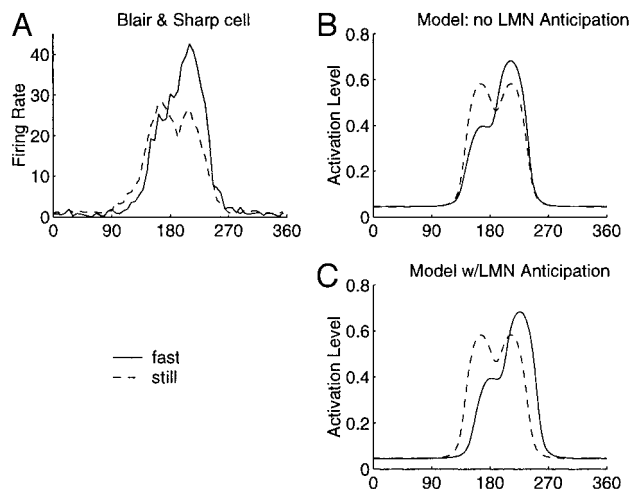 A
Blair & Sharp cell
Firing Rate
40
30
20
10
0
0 90 180 270 360
fast
still
B
Model: no LMN Anticipation
Activation Level
0.8
0.6
0.4
0.2
0
0 90 180 270 360
C
Model w/LMN Anticipation
Activation Level
0.8
0.6
0.4
0.2
0
0 90 180 270 360